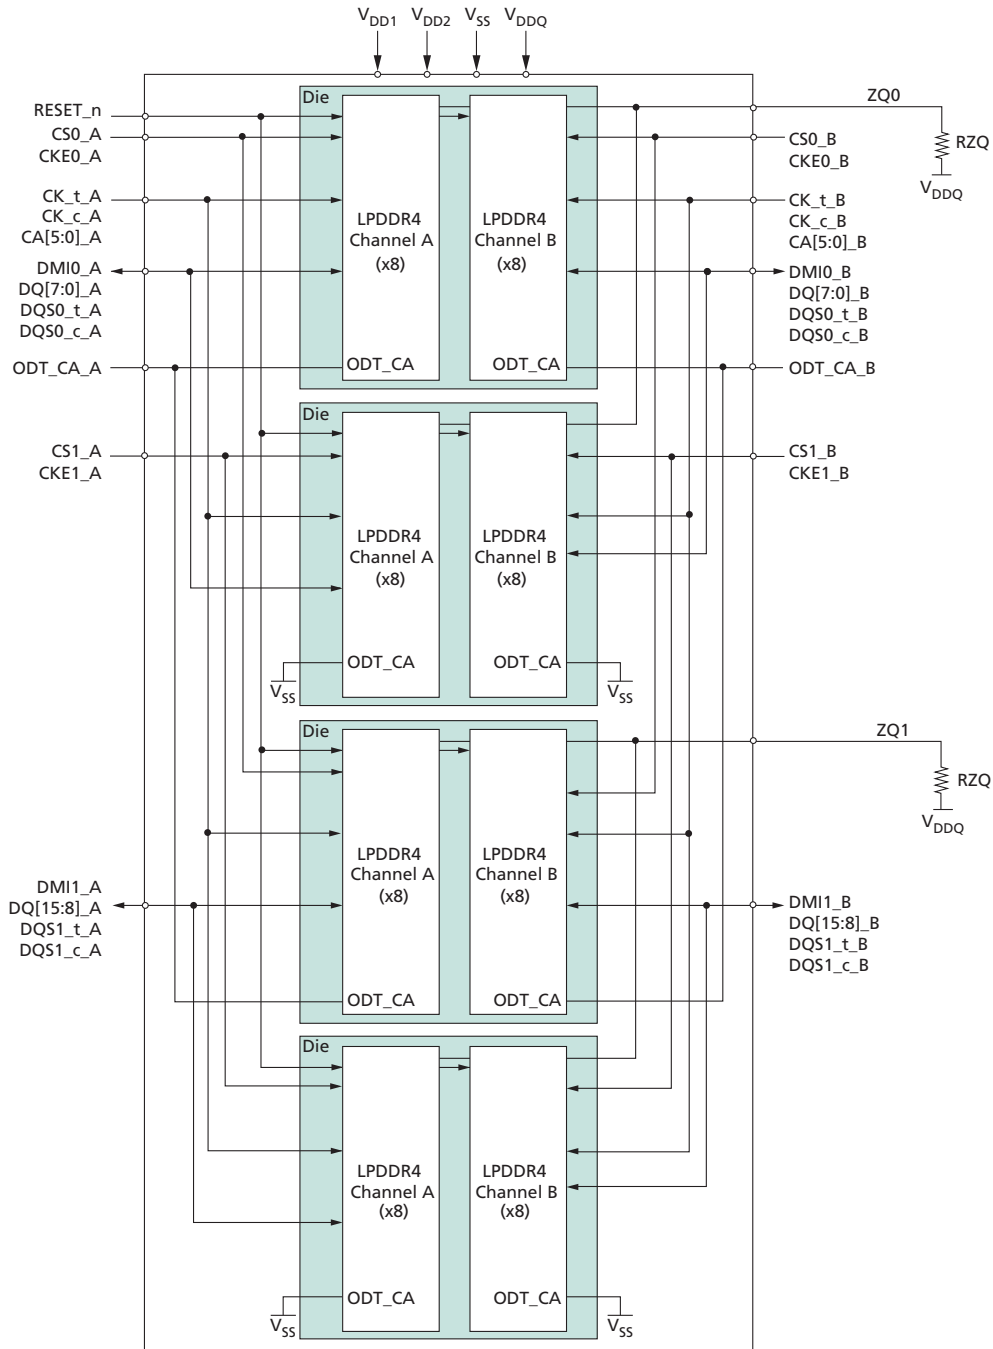 VDD1 VDD2 VSS VDDQ
Die
RESET_n
CS0_A
CKE0_A
CK_t_A
CK_c_A
CA[5:0]_A
DMI0_A
DQ[7:0]_A
DQS0_t_A
DQS0_c_A
ODT_CA_A
LPDDR4
Channel A
(x8)
ODT_CA
LPDDR4
Channel B
(x8)
ODT_CA
ZQ0
RZQ
VDDQ
CS0_B
CKE0_B
CK_t_B
CK_c_B
CA[5:0]_B
DMI0_B
DQ[7:0]_B
DQS0_t_B
DQS0_c_B
ODT_CA_B
Die
CS1_A
CKE1_A
LPDDR4
Channel A
(x8)
ODT_CA
VSS
LPDDR4
Channel B
(x8)
ODT_CA
VSS
CS1_B
CKE1_B
Die
DMI1_A
DQ[15:8]_A
DQS1_t_A
DQS1_c_A
LPDDR4
Channel A
(x8)
ODT_CA
LPDDR4
Channel B
(x8)
ODT_CA
ZQ1
RZQ
VDDQ
DMI1_B
DQ[15:8]_B
DQS1_t_B
DQS1_c_B
Die
LPDDR4
Channel A
(x8)
ODT_CA
VSS
LPDDR4
Channel B
(x8)
ODT_CA
VSS